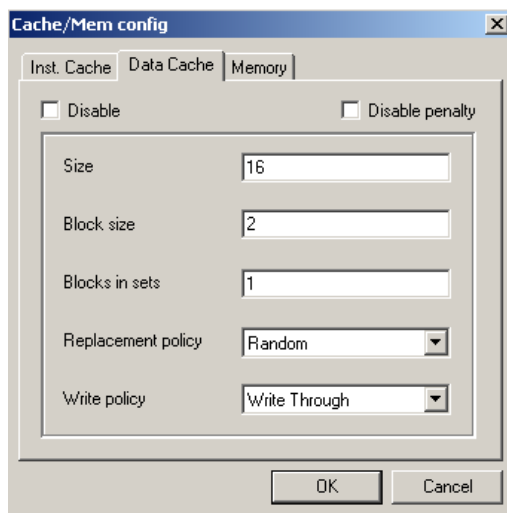 Cache/Mem config
Inst. Cache Data Cache Memory
Disable Disable penalty
Size 16
Block size 2
Blocks in sets 1
Replacement policy Random
Write policy Write Through
OK Cancel